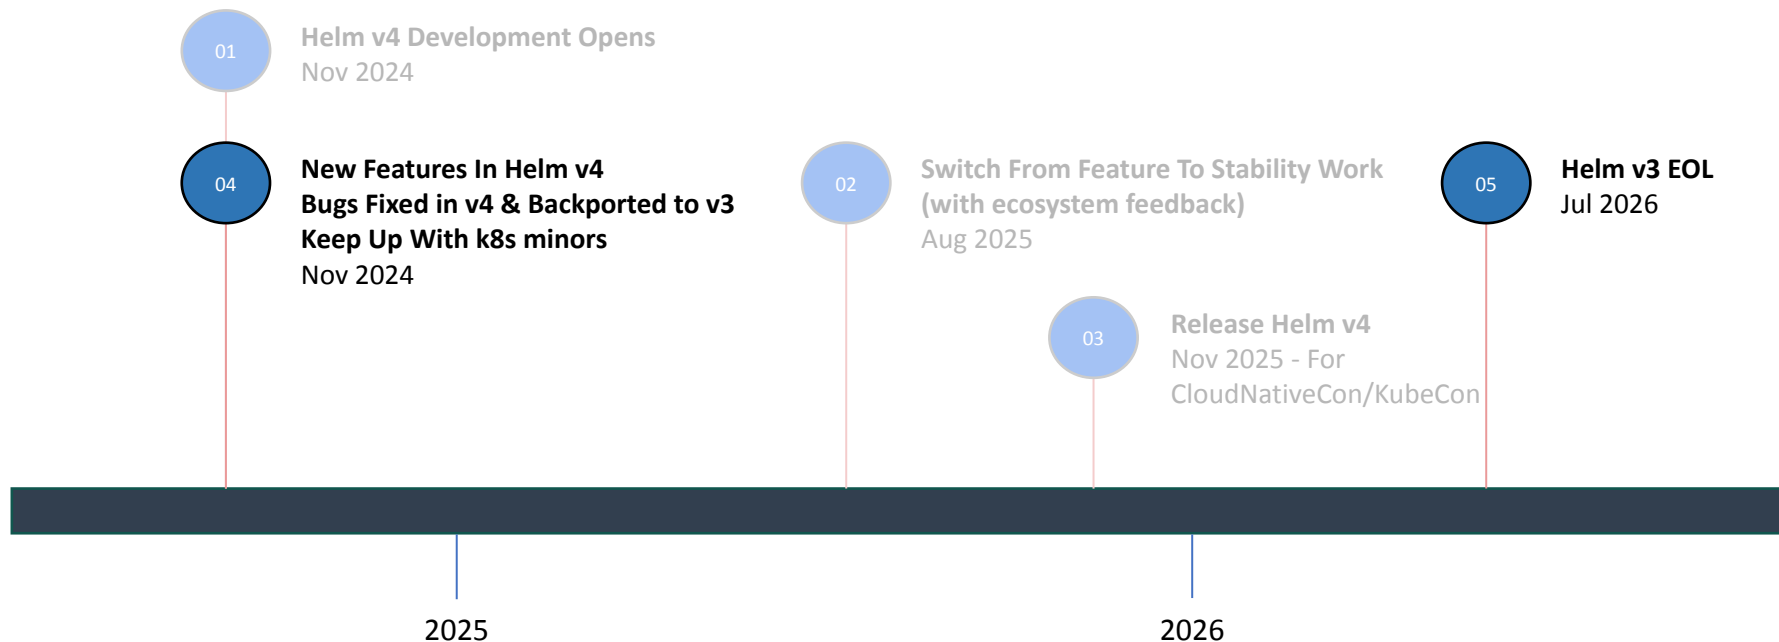 01
Helm v4 Development Opens
Nov 2024
04
New Features In Helm v4
Bugs Fixed in v4 & Backported to v3
Keep Up With k8s minors
Nov 2024
02
Switch From Feature To Stability Work
(with ecosystem feedback)
Aug 2025
03
Release Helm v4
Nov 2025 - For
CloudNativeCon/KubeCon
05
Helm v3 EOL
Jul 2026
2025
2026